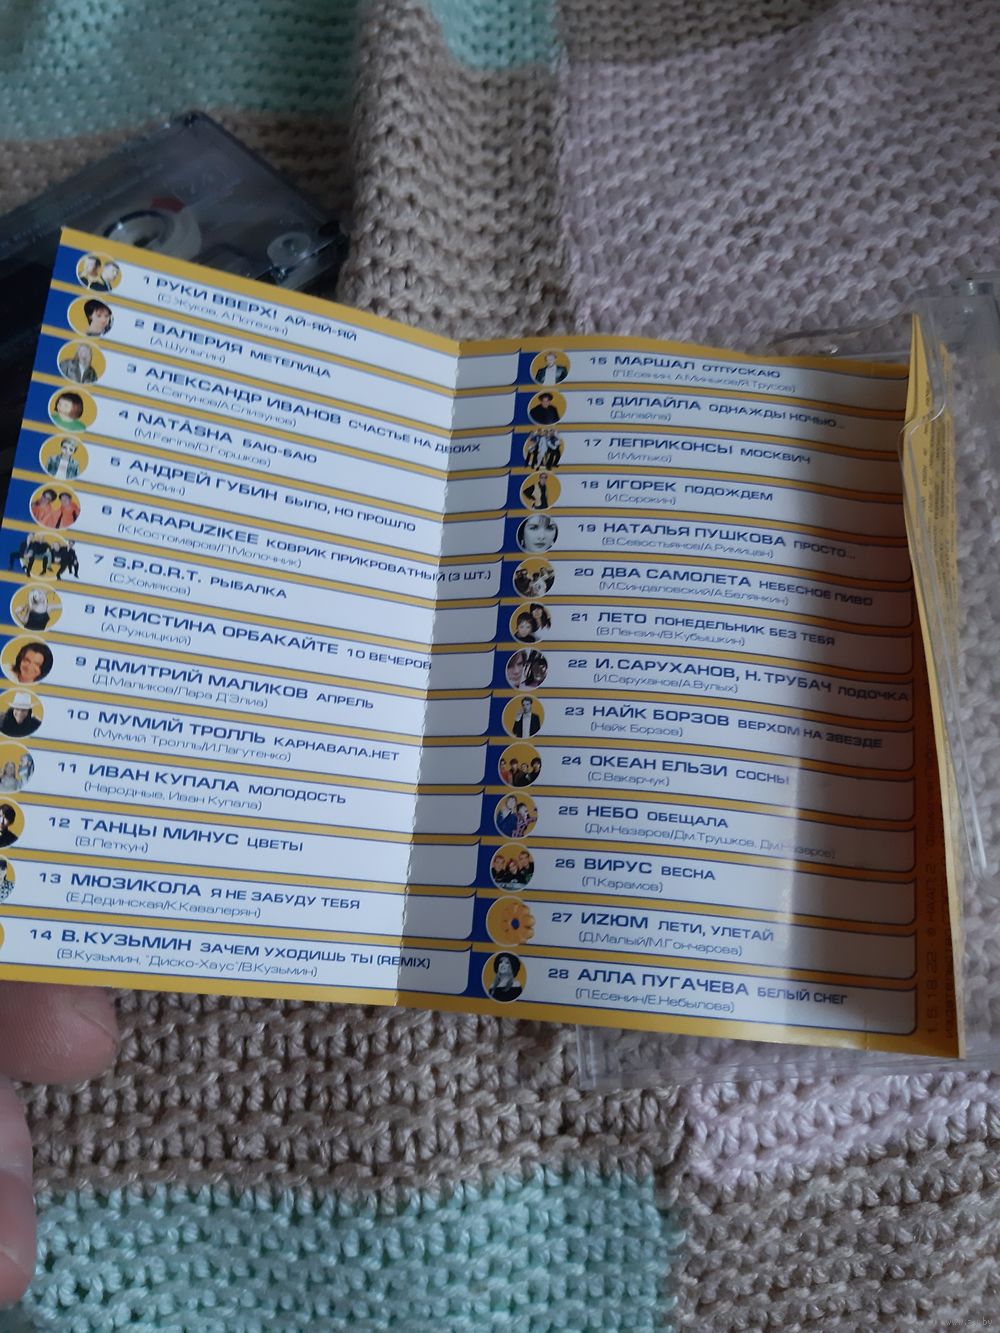 1 РУКИ ВВЕРХ! АЙ-ЯЙ-ЯЙ
(С.Жуков, А.Потехин)
2 ВАЛЕРИЯ МЕТЕЛИЦА
(А.Шульгин)
3 АЛЕКСАНДР ИВАНОВ СЧАСТЬЕ НА ДВОИХ
(А.Сапунов/А.Слизунов)
4 NATÁSHA БАЮ-БАЮ
(M.Farina/О.Горшков)
5 АНДРЕЙ ГУБИН БЫЛО, НО ПРОШЛО
(А.Губин)
6 KARAPUZIKEE КОВРИК ПРИКРОВАТНЫЙ (3 ШТ.)
(К.Костомаров/П.Молочник)
7 S.P.O.R.T. РЫБАЛКА
(С.Хомяков)
8 КРИСТИНА ОРБАКАЙТЕ 10 ВЕЧЕРОВ
(А.Ружицкий)
9 ДМИТРИЙ МАЛИКОВ АПРЕЛЬ
(Д.Маликов/Лара Д'Элиа)
10 МУМИЙ ТРОЛЛЬ КАРНАВАЛА.НЕТ
(Мумий Тролль/И.Лагутенко)
11 ИВАН КУПАЛА МОЛОДОСТЬ
(Народные, Иван Купала)
12 ТАНЦЫ МИНУС ЦВЕТЫ
(В.Петкун)
13 МЮЗИКОЛА Я НЕ ЗАБУДУ ТЕБЯ
(Е.Дединская/К.Кавалерян)
14 В.КУЗЬМИН ЗАЧЕМ УХОДИШЬ ТЫ (REMIX)
(В.Кузьмин, "Диско-Хаус"/В.Кузьмин)
15 МАРШАЛ ОТПУСКАЮ
(П.Есенин, А.Миньков/Я.Трусов)
16 ДИЛАЙЛА ОДНАЖДЫ НОЧЬЮ...
(Дилайла)
17 ЛЕПРИКОНСЫ МОСКВИЧ
(И.Митько)
18 ИГОРЕК ПОДОЖДЕМ
(И.Сорокин)
19 НАТАЛЬЯ ПУШКОВА ПРОСТО...
(В.Севостьянов/А.Римицан)
20 ДВА САМОЛЕТА НЕБЕСНОЕ ПИВО
(М.Синдаловский/А.Белянкин)
21 ЛЕТО ПОНЕДЕЛЬНИК БЕЗ ТЕБЯ
(В.Пензин/В.Кубышкин)
22 И.САРУХАНОВ, Н.ТРУБАЧ ЛОДОЧКА
(И.Саруханов/А.Вулых)
23 НАЙК БОРЗОВ ВЕРХОМ НА ЗВЕЗДЕ
(Найк Борзов)
24 ОКЕАН ЕЛЬЗИ СОСНЫ
(С.Вакарчук)
25 НЕБО ОБЕЩАЛА
(Дм.Назаров/Дм.Трушков, Дм.Назаров)
26 ВИРУС ВЕСНА
(П.Карамов)
27 ИZЮМ ЛЕТИ, УЛЕТАЙ
(Д.Малый/М.Гончарова)
28 АЛЛА ПУГАЧЕВА БЕЛЫЙ СНЕГ
(П.Есенин/Е.Небылова)